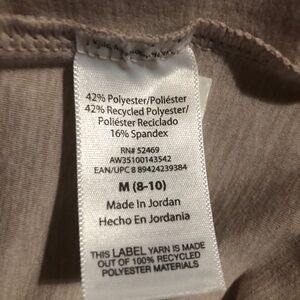 42% Polyester/Poliéster
42% Recycled Polyester/
Poliéster Reciclado
16% Spandex
RN# 52469
AW35100143542
EAN/UPC 8 89424239384
M (8-10)
Made In Jordan
Hecho En Jordania
THIS LABEL YARN IS MADE
OUT OF 100% RECYCLED
POLYESTER MATERIALS